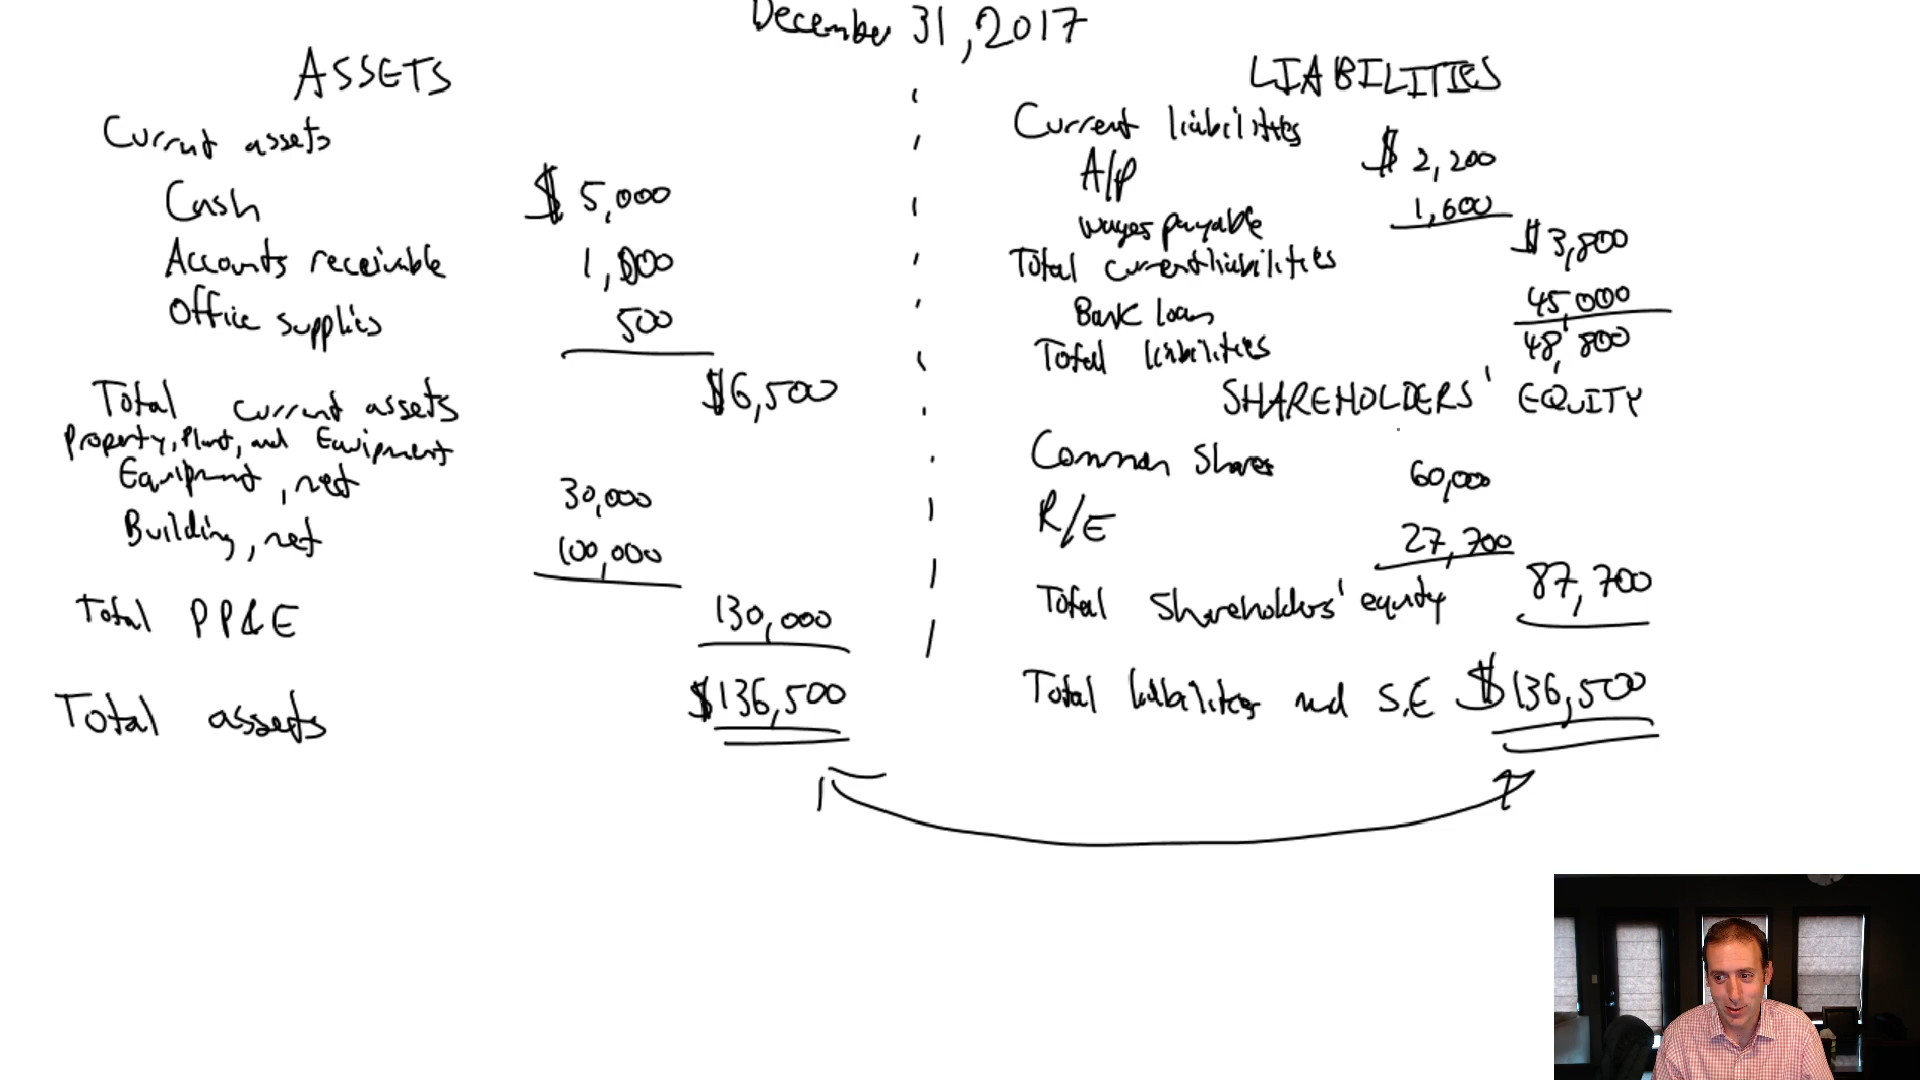 December 31, 2017
ASSETS
Current assets
Cash $ 5,000
Accounts receivable 1,000
Office supplies 500
Total current assets $6,500
Property, Plant, and Equipment
Equipment, net 30,000
Building, net 100,000
Total PP&E 130,000
Total assets $136,500
LIABILITIES
Current liabilities
A/P $ 2,200
Wages payable 1,600
Total current liabilities $3,800
Bank loan 45,000
Total liabilities 48,800
SHAREHOLDERS' EQUITY
Common Shares 60,000
R/E 27,700
Total Shareholders' equity 87,700
Total liabilities and S.E $136,500